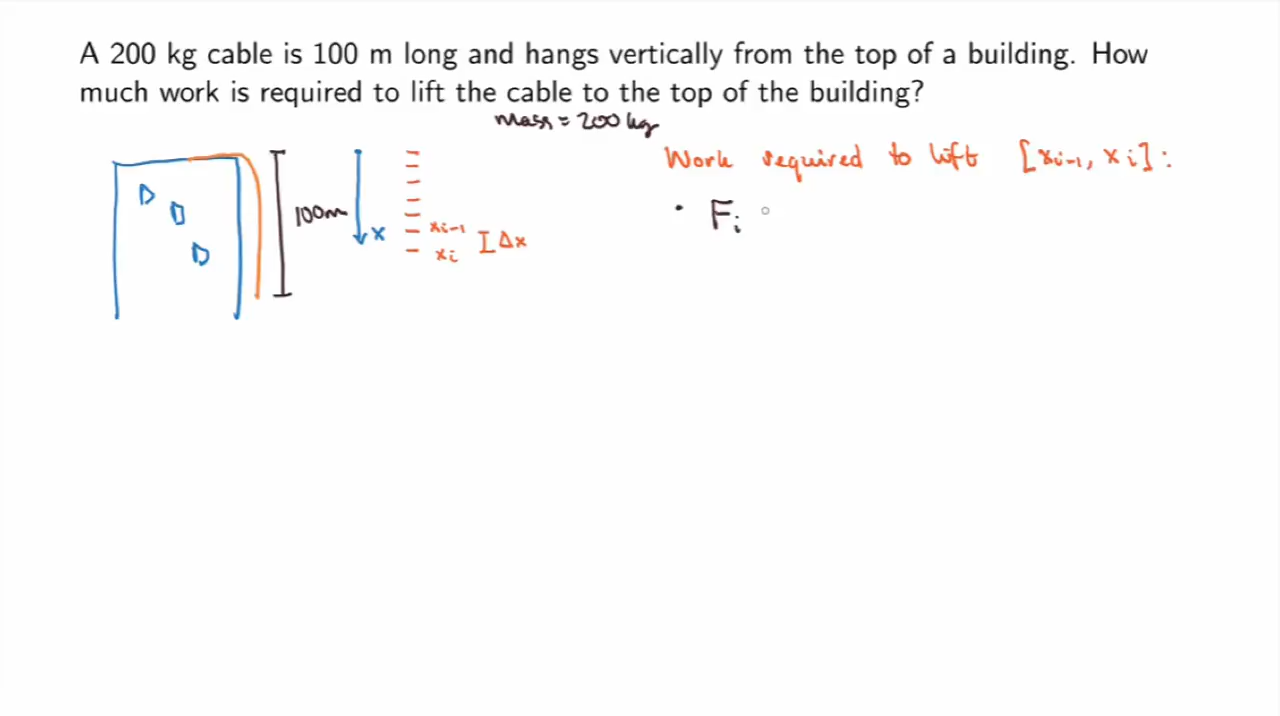 A 200 kg cable is 100 m long and hangs vertically from the top of a building. How
much work is required to lift the cable to the top of the building?
mass = 200 kg
Work required to lift [xi-1, xi]:
100m
x
xi-1
xi
Δx
• Fi